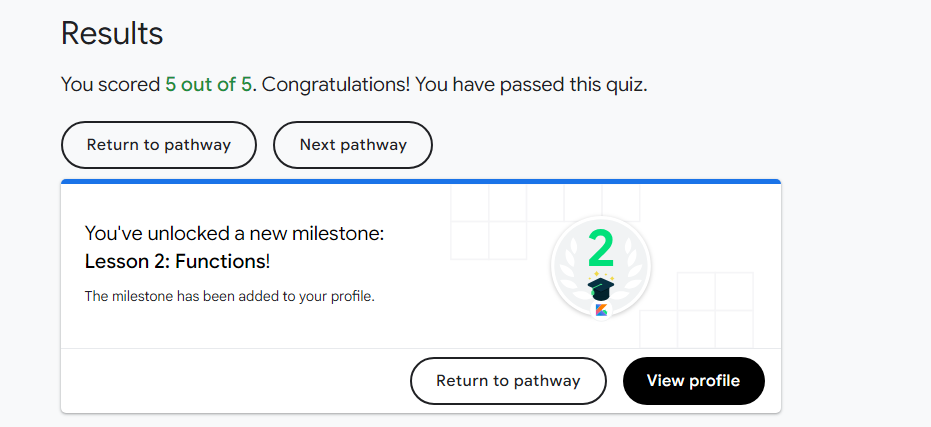 Results
You scored 5 out of 5. Congratulations! You have passed this quiz.
Return to pathway
Next pathway
You've unlocked a new milestone:
Lesson 2: Functions!
The milestone has been added to your profile.
2
Return to pathway
View profile